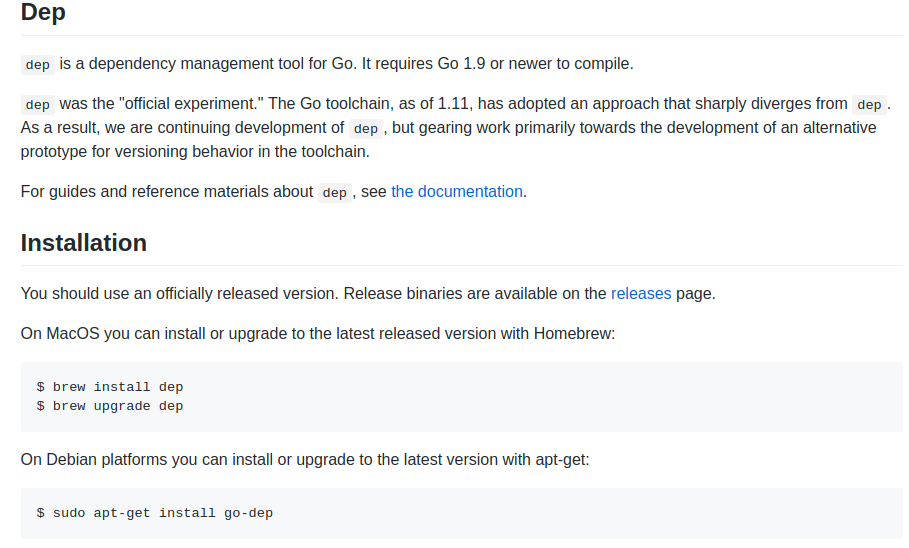 Dep
dep is a dependency management tool for Go. It requires Go 1.9 or newer to compile.
dep was the "official experiment." The Go toolchain, as of 1.11, has adopted an approach that sharply diverges from dep.
As a result, we are continuing development of dep, but gearing work primarily towards the development of an alternative
prototype for versioning behavior in the toolchain.
For guides and reference materials about dep, see the documentation.
Installation
You should use an officially released version. Release binaries are available on the releases page.
On MacOS you can install or upgrade to the latest released version with Homebrew:
$ brew install dep
$ brew upgrade dep
On Debian platforms you can install or upgrade to the latest version with apt-get:
$ sudo apt-get install go-dep